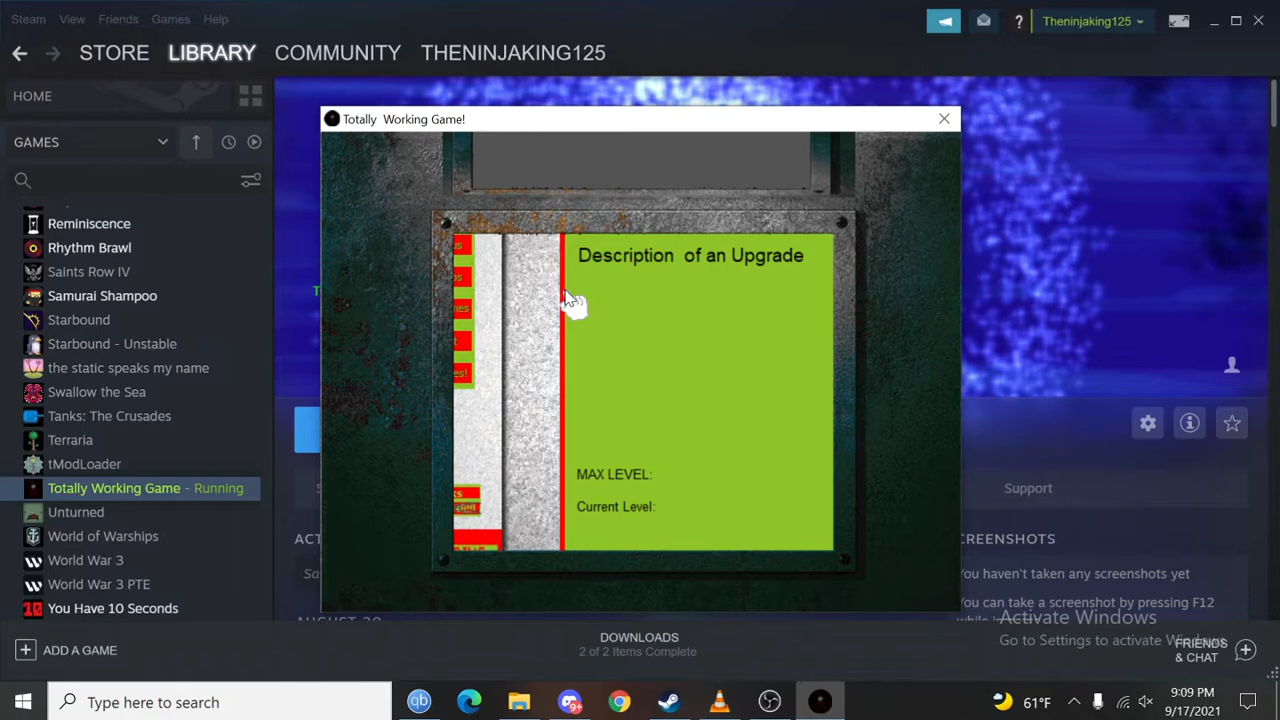 Steam View Friends Games Help
? Theninjaking125
STORE LIBRARY COMMUNITY THENINJAKING125
HOME
Totally Working Game!
GAMES
Reminiscence
Rhythm Brawl
Saints Row IV
Samurai Shampoo
Starbound
Starbound - Unstable
the static speaks my name
Swallow the Sea
Tanks: The Crusades
Terraria
tModLoader
Totally Working Game - Running
Unturned
World of Warships
World War 3
World War 3 PTE
10 You Have 10 Seconds
Description of an Upgrade
MAX LEVEL:
Current Level:
Support
SCREENSHOTS
You haven't taken any screenshots yet
You can take a screenshot by pressing F12
Activate Windows
Go to Settings to activate Windows.
ADD A GAME
DOWNLOADS
2 of 2 Items Complete
FRIENDS
& CHAT
Type here to search
61°F
9:09 PM
9/17/2021